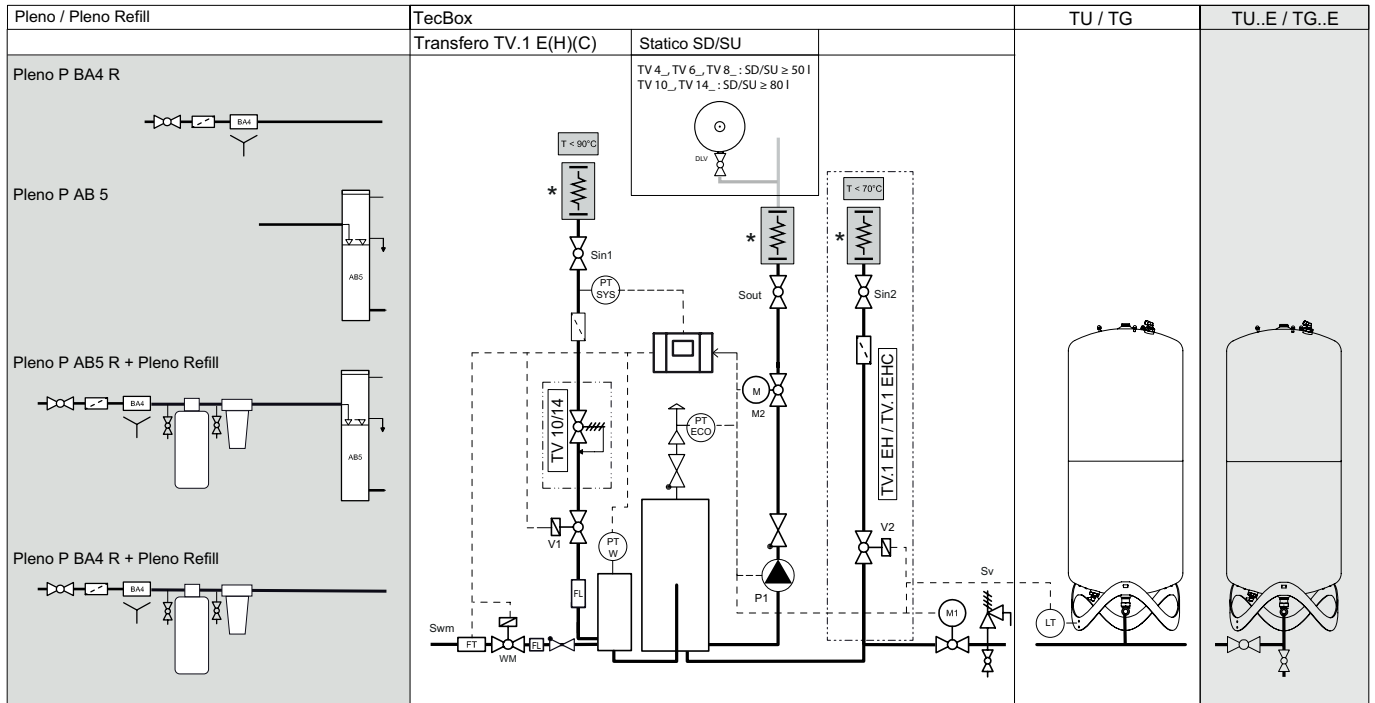 Pleno / Pleno Refill
TecBox
TU / TG
TU..E / TG..E
Transfero TV.1 E(H)(C)
Statico SD/SU
Pleno P BA4 R
BA4
Pleno P AB 5
AB5
Pleno P AB5 R + Pleno Refill
BA4
AB5
Pleno P BA4 R + Pleno Refill
BA4
TV 4_, TV 6_, TV 8_ : SD/SU ≥ 50 l
TV 10_, TV 14_ : SD/SU ≥ 80 l
DLV
T < 90°C
*
Sin1
PT
SYS
TV 10/14
V1
PT
W
FL
Swm
FT
WM
FL
PT
ECO
*
Sout
M
M2
P1
T < 70°C
*
Sin2
TV.1 EH / TV.1 EHC
V2
M1
Sv
LT